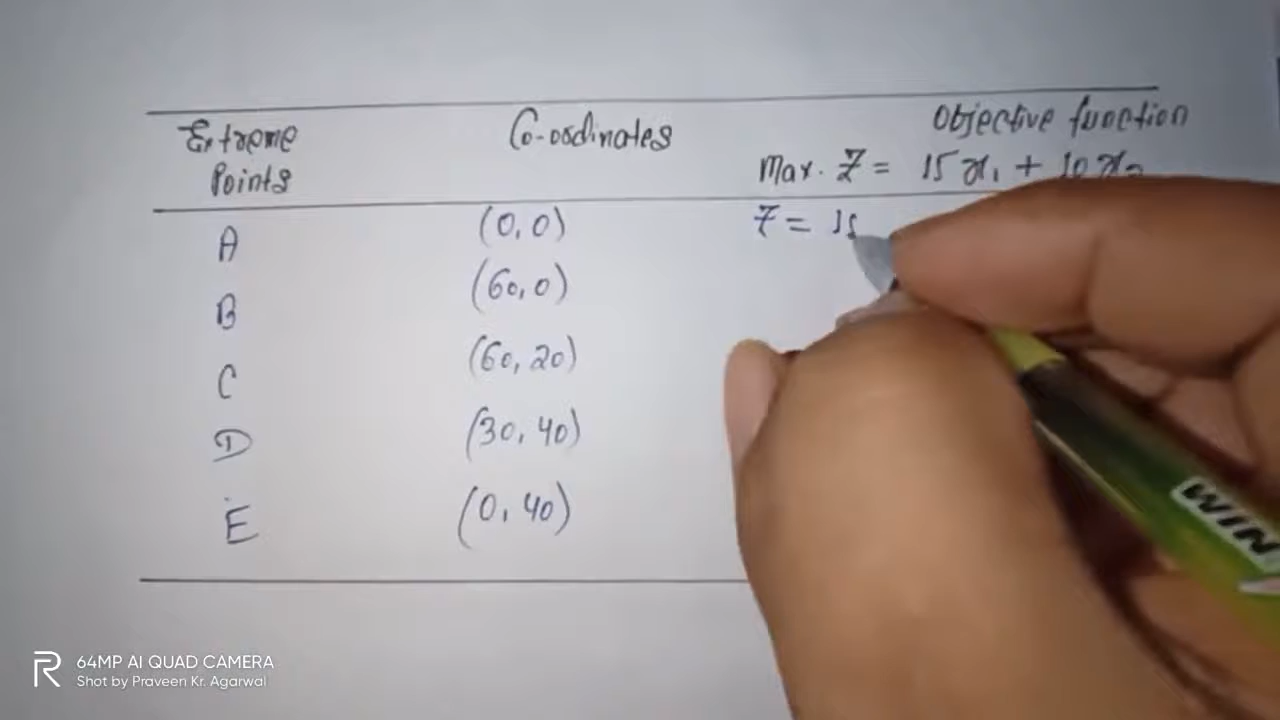 Extreme Points Co-ordinates Objective function
Max. Z = 15x₁ + 10x₂
A (0,0) Z = 15
B (60,0)
C (60, 20)
D (30, 40)
E (0, 40)
WIN
64MP AI QUAD CAMERA
Shot by Praveen Kr. Agarwal